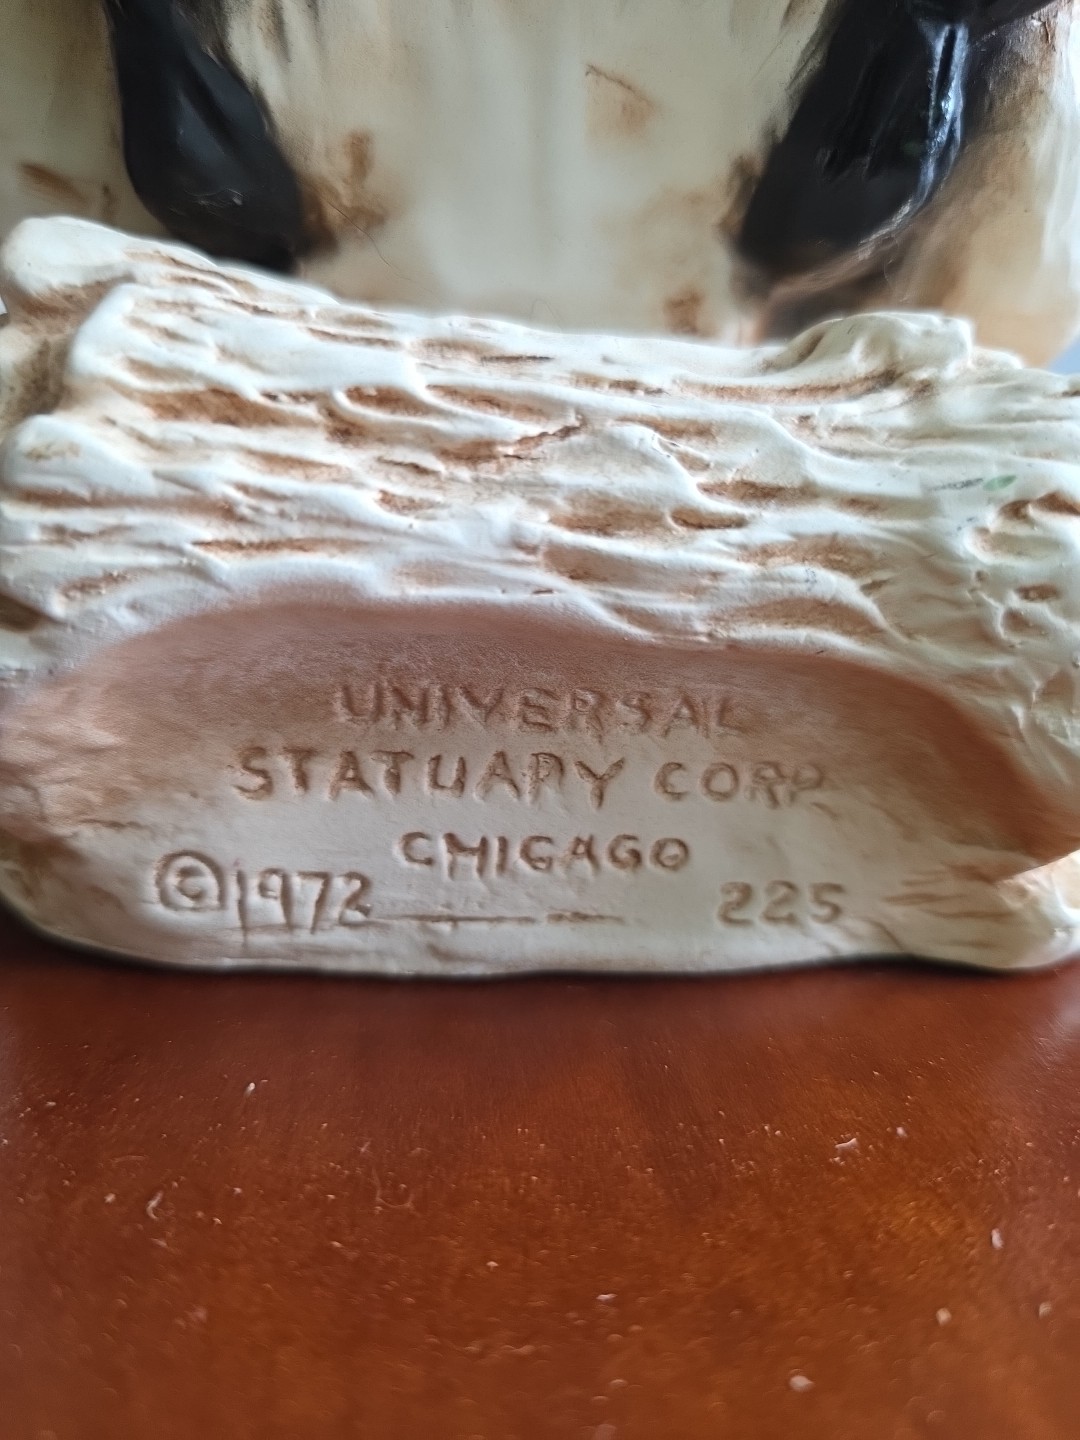 UNIVERSAL
STATUARY CORP
CHICAGO
©1972 225